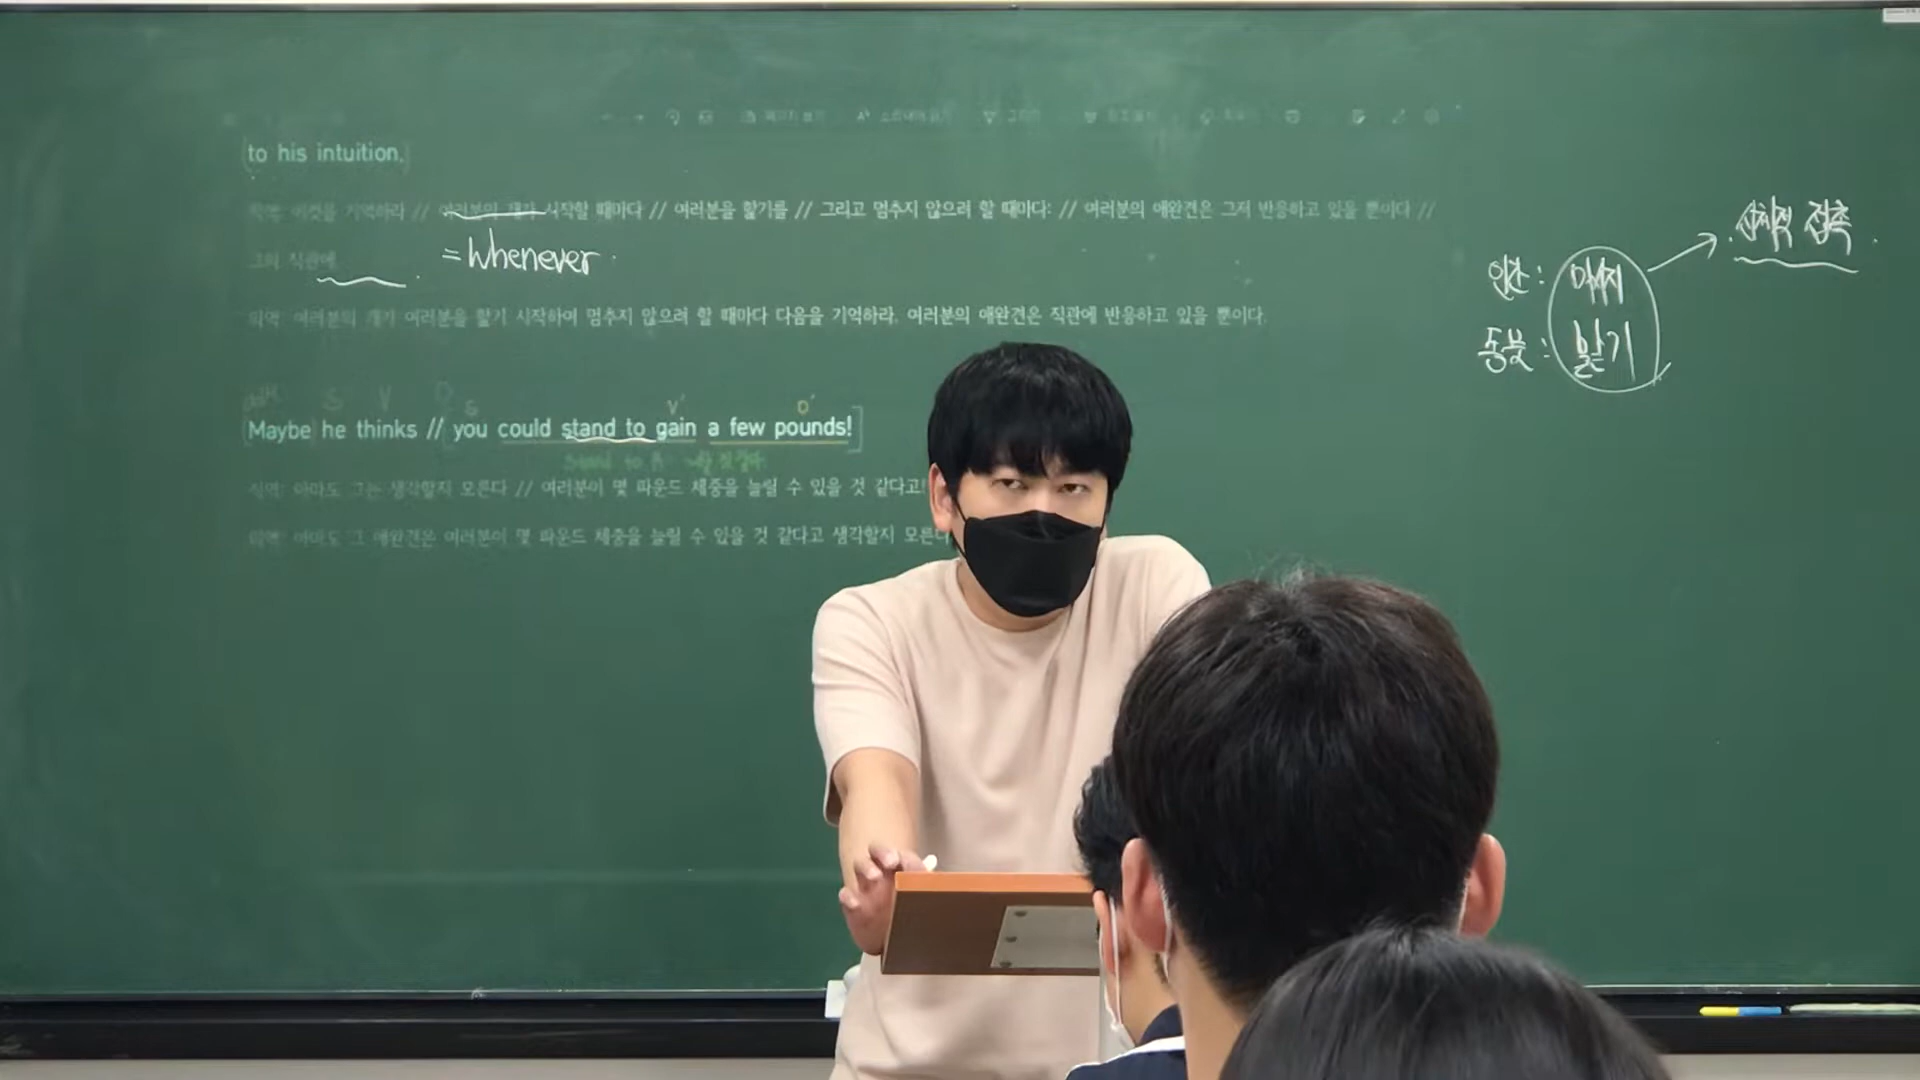 to his intuition,
직역: 이것을 기억하라 // 여러분의 개가 시작할 때마다 // 여러분을 핥기를 // 그리고 멈추지 않으려 할 때마다: // 여러분의 애완견은 그저 반응하고 있을 뿐이다 //
그의 직관에
= Whenever
의역: 여러분의 개가 여러분을 핥기 시작하여 멈추지 않으려 할 때마다 다음을 기억하라. 여러분의 애완견은 직관에 반응하고 있을 뿐이다.
S V O S V' O'
Maybe he thinks // you could stand to gain a few pounds!
stand to
직역: 아마도 그는 생각할지 모른다 // 여러분이 몇 파운드 체중을 늘릴 수 있을 것 같다고!
의역: 아마도 그 애완견은 여러분이 몇 파운드 체중을 늘릴 수 있을 것 같다고 생각할지 모른다
신체적 접촉
인간:
동물: 핥기